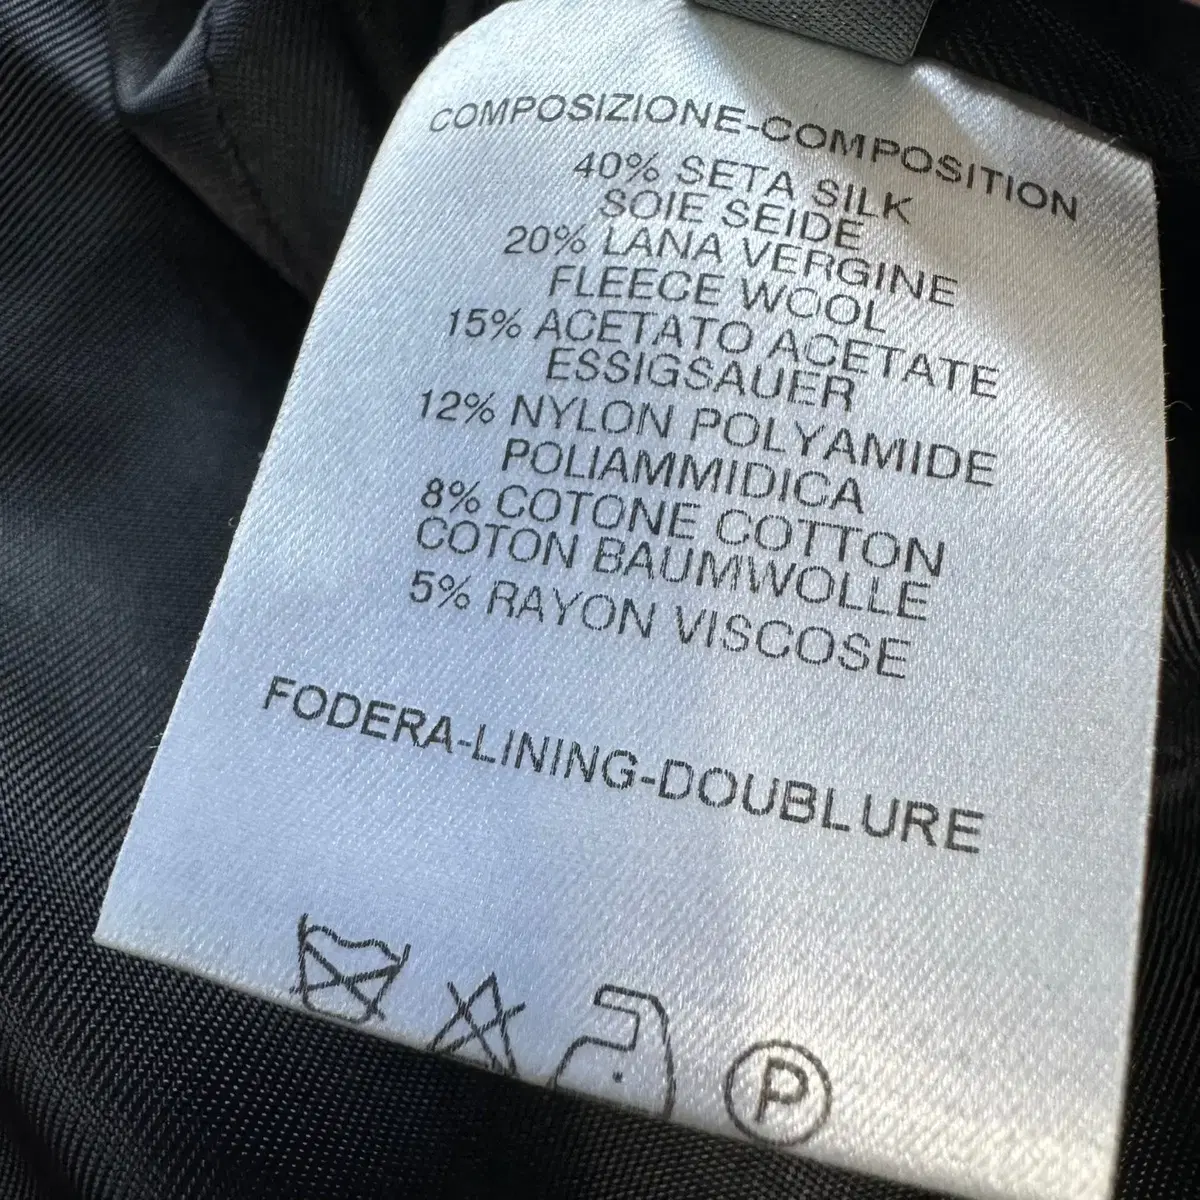 COMPOSIZIONE-COMPOSITION
40% SETA SILK
SOIE SEIDE
20% LANA VERGINE
FLEECE WOOL
15% ACETATO ACETATE
ESSIGSAUER
12% NYLON POLYAMIDE
POLIAMMIDICA
8% COTONE COTTON
COTON BAUMWOLLE
5% RAYON VISCOSE
FODERA-LINING-DOUBLURE
P